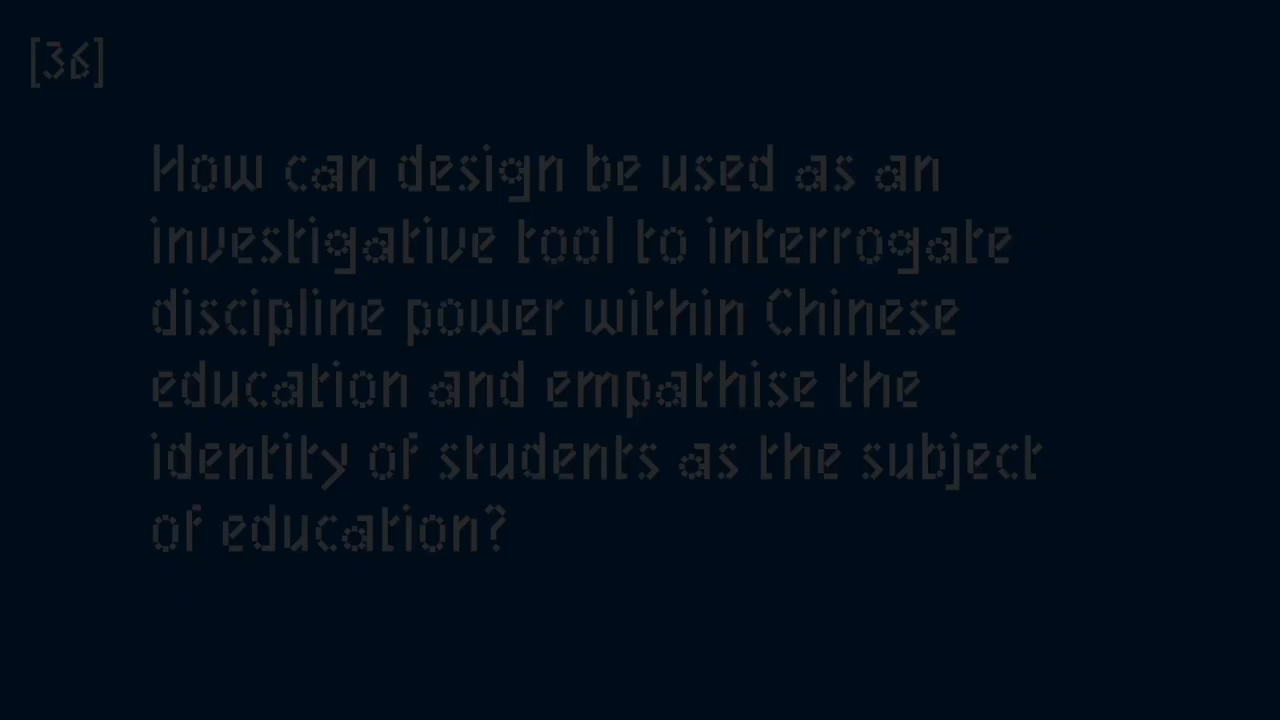 [36]
How can design be used as an
investigative tool to interrogate
discipline power within Chinese
education and empathise the
identity of students as the subject
of education?